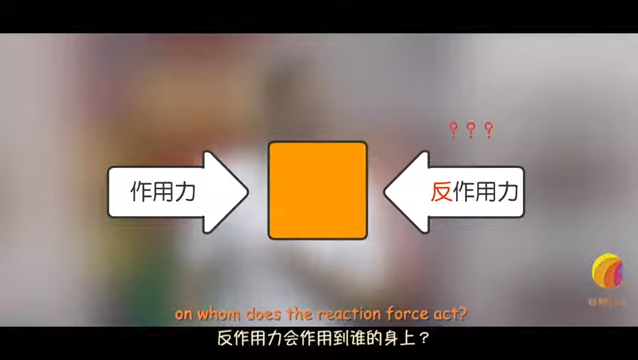 ? ? ?
作用力
反作用力
on whom does the reaction force act?
反作用力会作用到谁的身上？